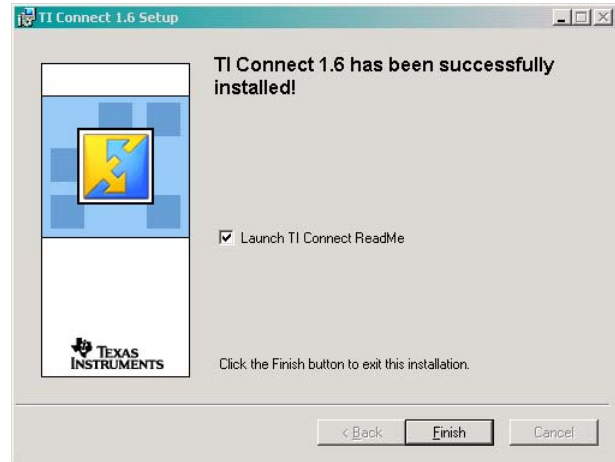 TI Connect 1.6 Setup
TI Connect 1.6 has been successfully
installed!
Launch TI Connect ReadMe
TEXAS
INSTRUMENTS
Click the Finish button to exit this installation.
< Back
Finish
Cancel